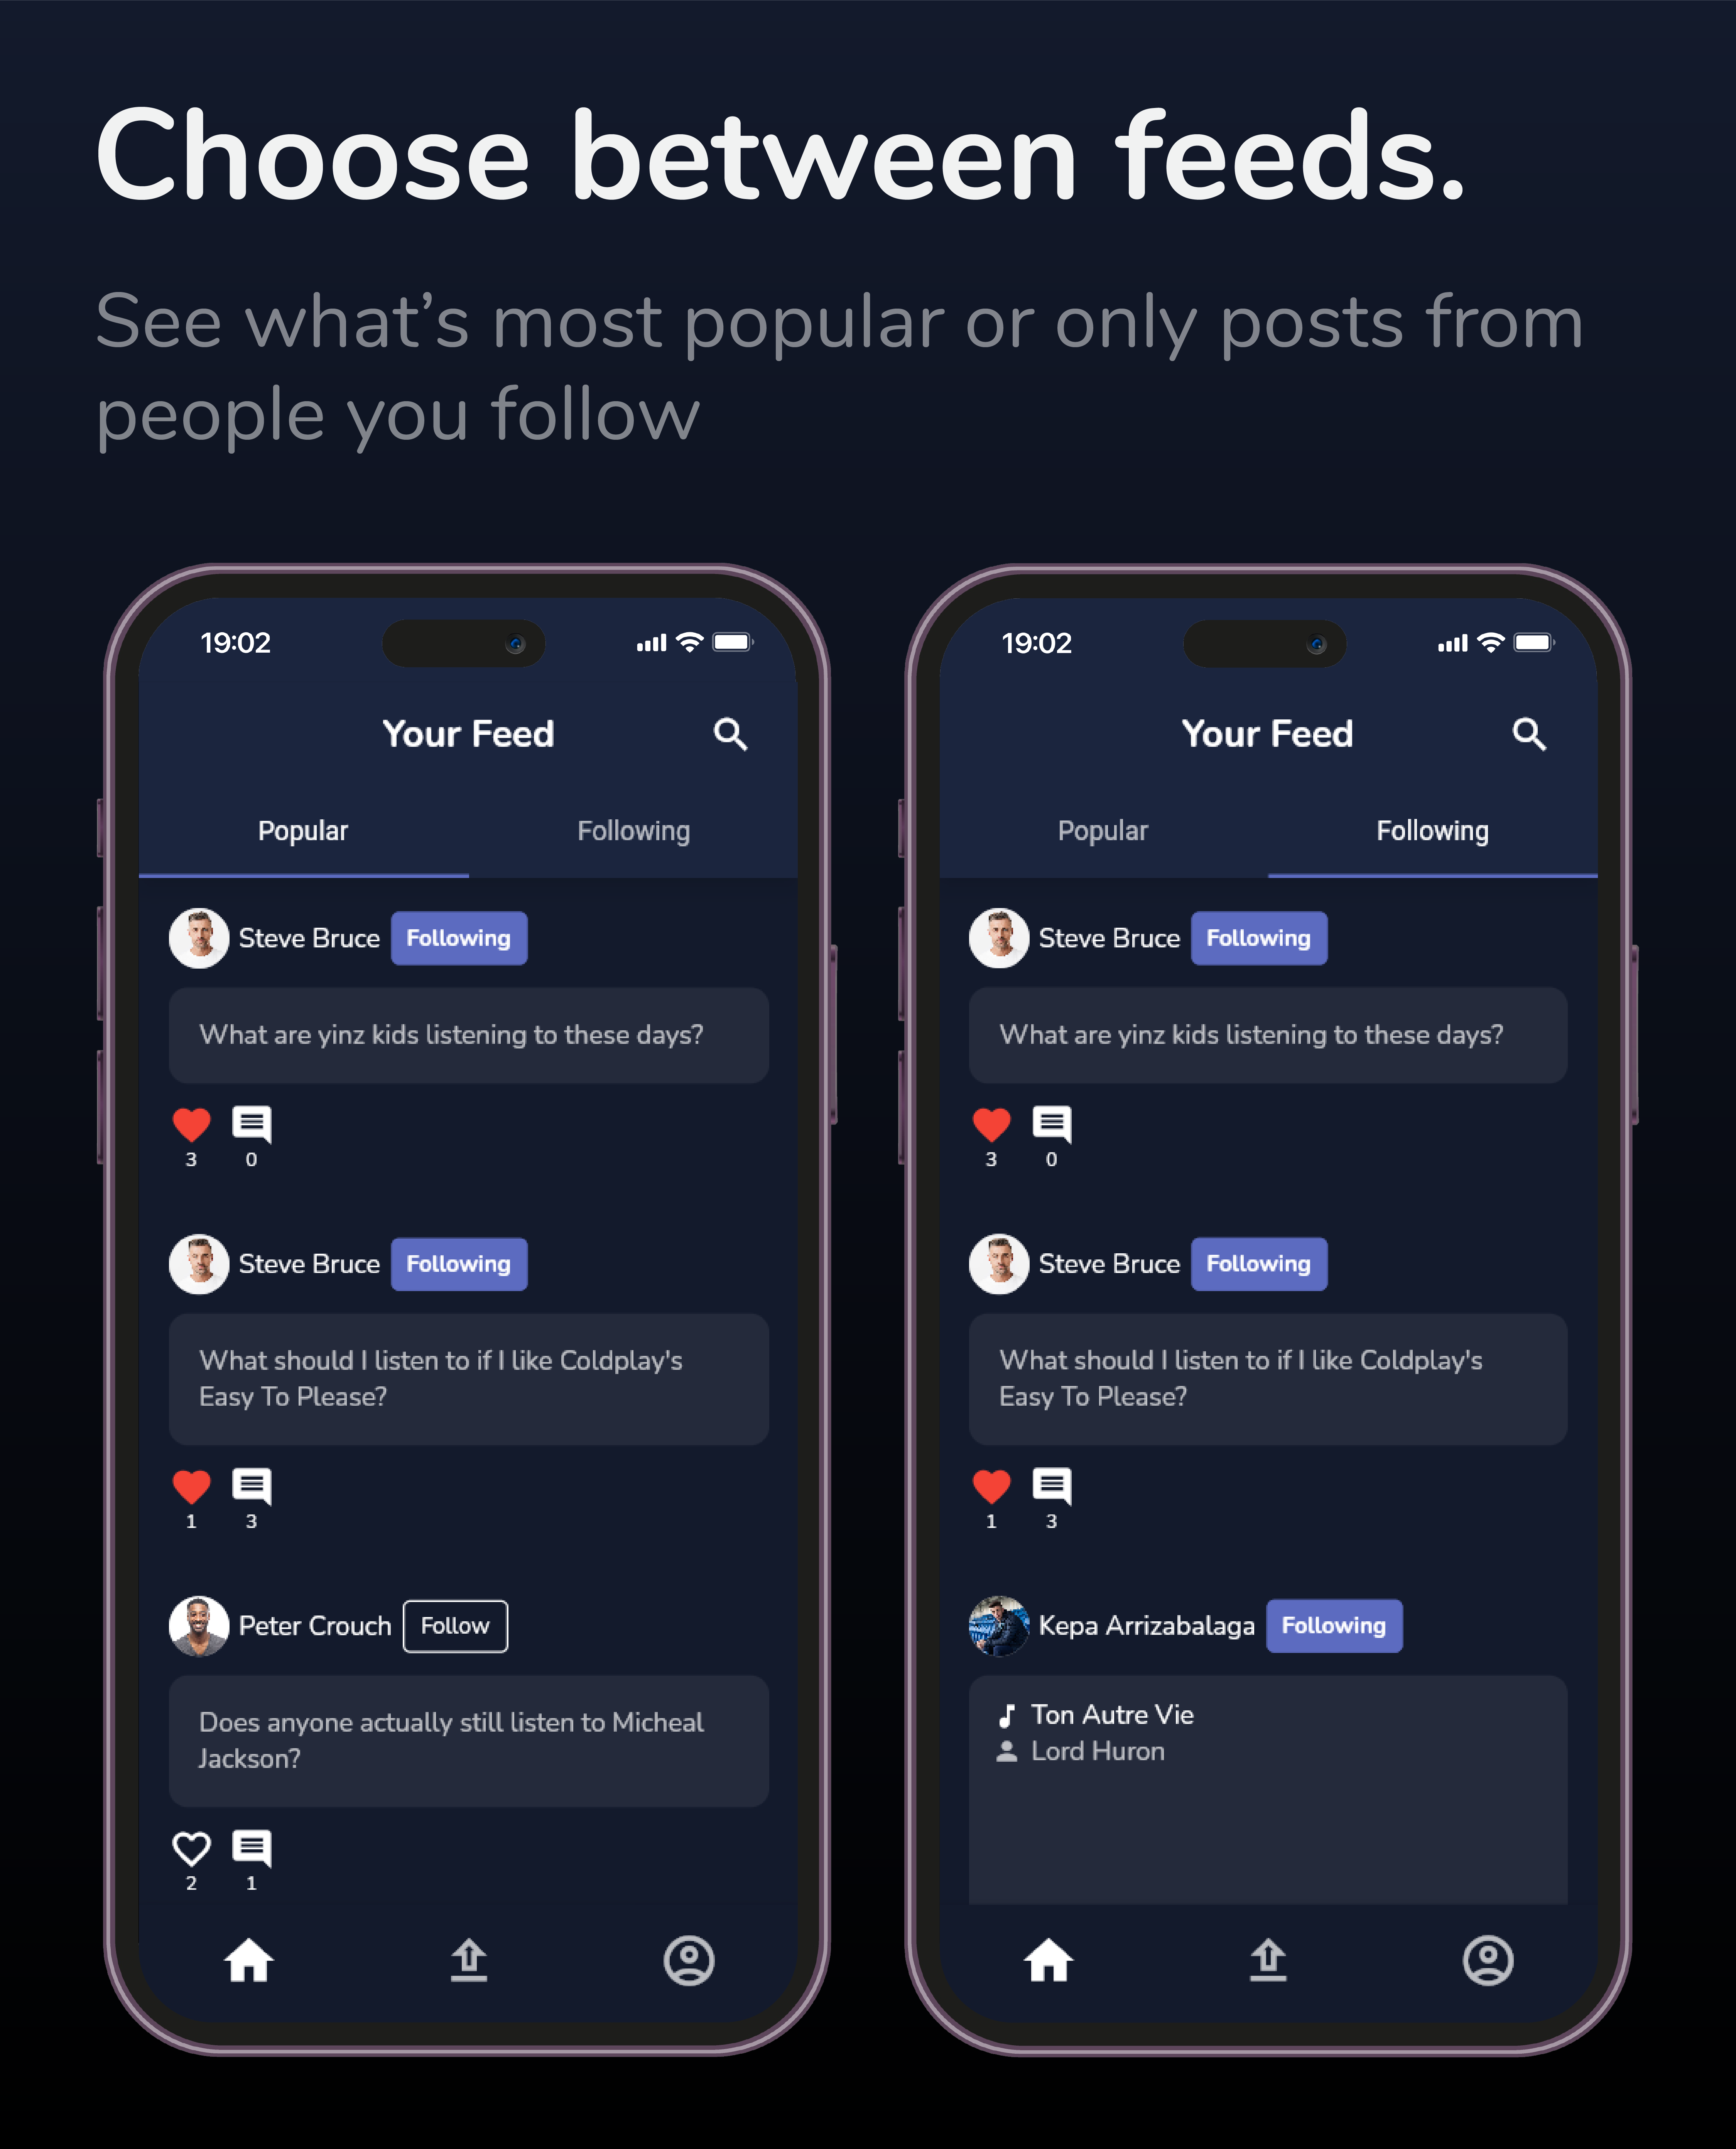 Choose between feeds.
See what’s most popular or only posts from
people you follow
19:02
Your Feed
Popular Following
Steve Bruce Following
What are yinz kids listening to these days?
3 0
Steve Bruce Following
What should I listen to if I like Coldplay's
Easy To Please?
1 3
Peter Crouch Follow
Does anyone actually still listen to Micheal
Jackson?
2 1
19:02
Your Feed
Popular Following
Steve Bruce Following
What are yinz kids listening to these days?
3 0
Steve Bruce Following
What should I listen to if I like Coldplay's
Easy To Please?
1 3
Kepa Arrizabalaga Following
Ton Autre Vie
Lord Huron